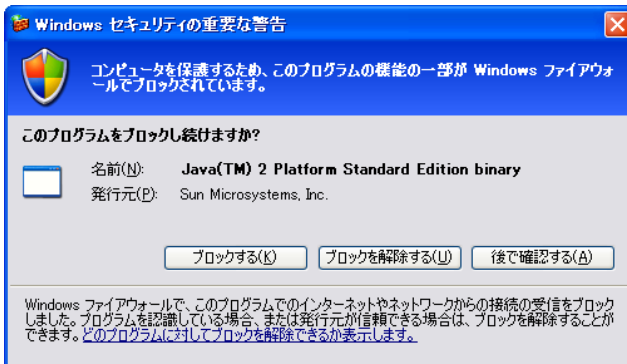 Windows セキュリティの重要な警告
コンピュータを保護するため、このプログラムの機能の一部が Windows ファイアウォ
ールでブロックされています。
このプログラムをブロックし続けますか?
名前(N): Java(TM) 2 Platform Standard Edition binary
発行元(P): Sun Microsystems, Inc.
ブロックする(K) ブロックを解除する(U) 後で確認する(A)
Windows ファイアウォールで、このプログラムでのインターネットやネットワークからの接続の受信をブロック
しました。プログラムを認識している場合、または発行元が信頼できる場合は、ブロックを解除することが
できます。どのプログラムに対してブロックを解除できるか表示します。